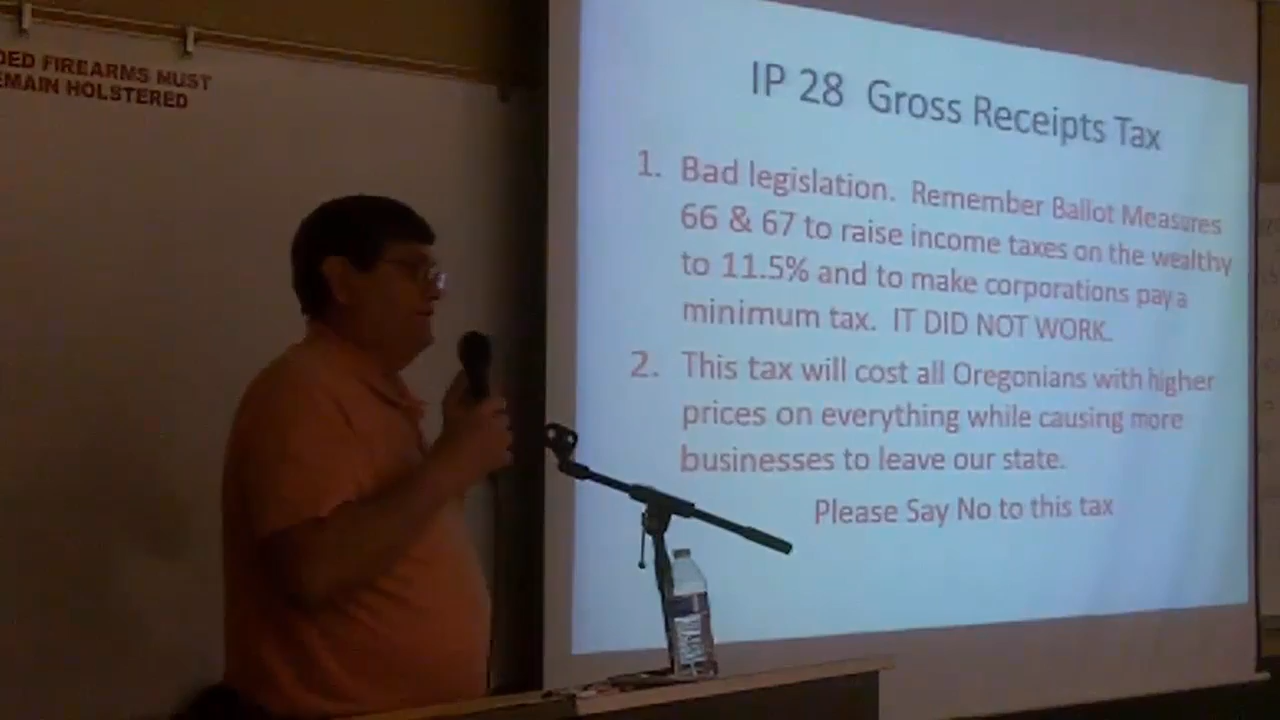 DED FIREARMS MUST
EMAIN HOLSTERED
IP 28 Gross Receipts Tax
1. Bad legislation. Remember Ballot Measures
66 & 67 to raise income taxes on the wealthy
to 11.5% and to make corporations pay a
minimum tax. IT DID NOT WORK.
2. This tax will cost all Oregonians with higher
prices on everything while causing more
businesses to leave our state.
Please Say No to this tax